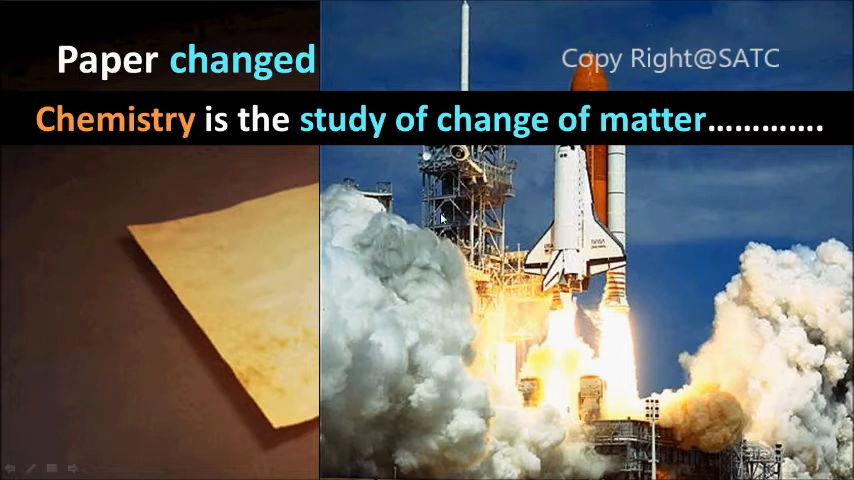 Paper changed
Copy Right@SATC
Chemistry is the study of change of matter.............